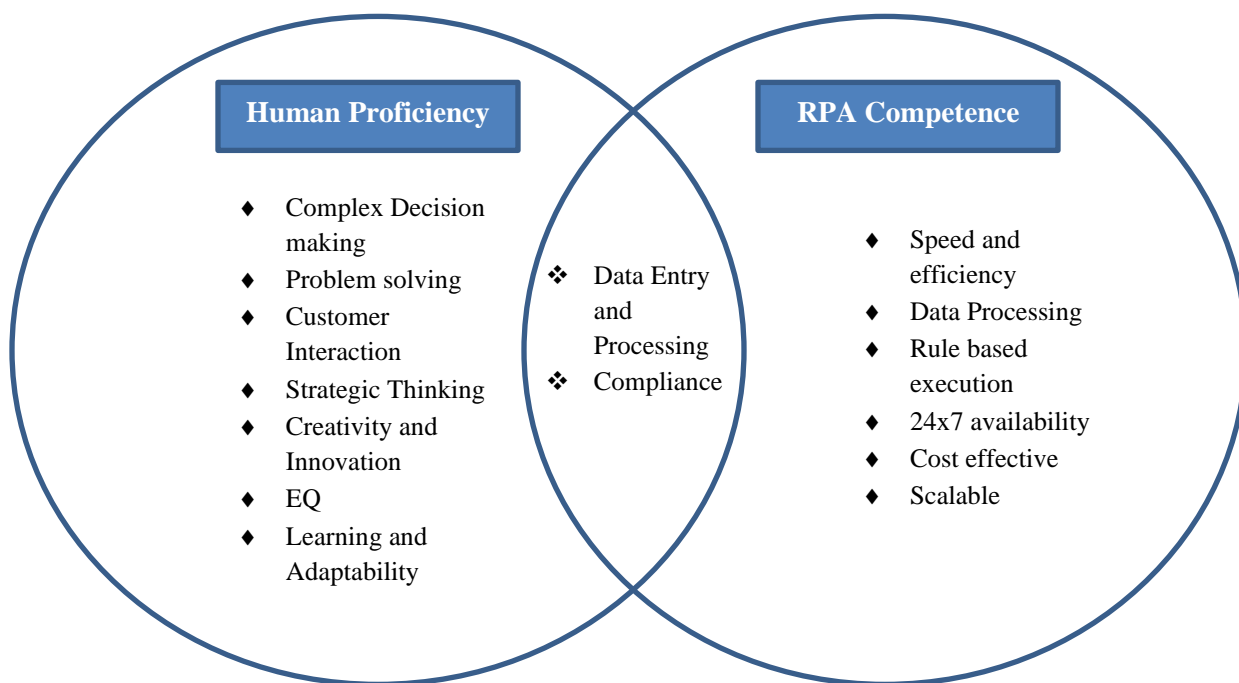 Human Proficiency
Complex Decision
making
Problem solving
Customer
Interaction
Strategic Thinking
Creativity and
Innovation
EQ
Learning and
Adaptability
Data Entry
and
Processing
Compliance
RPA Competence
Speed and
efficiency
Data Processing
Rule based
execution
24x7 availability
Cost effective
Scalable